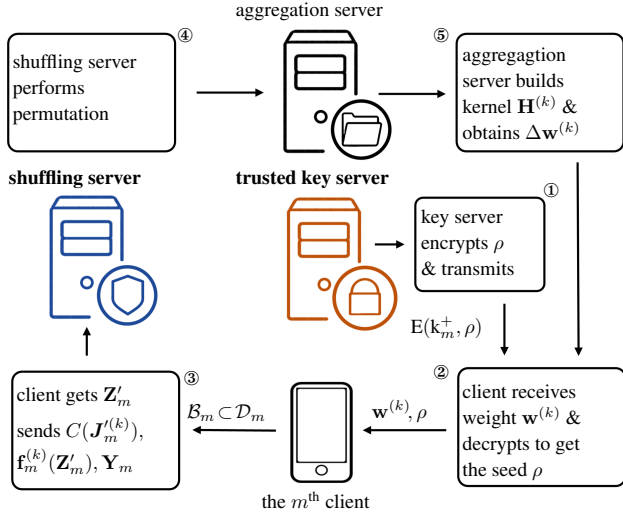 aggregation server
④
shuffling server
performs
permutation
⑤
aggregagtion
server builds
kernel H^(k) &
obtains Δw^(k)
shuffling server
trusted key server
①
key server
encrypts ρ
& transmits
E(k_m^+, ρ)
③
client gets Z′_m
sends C(J′_m^(k)),
f_m^(k)(Z′_m), Y_m
B_m ⊂ D_m
w^(k), ρ
②
client receives
weight w^(k) &
decrypts to get
the seed ρ
the m^th client